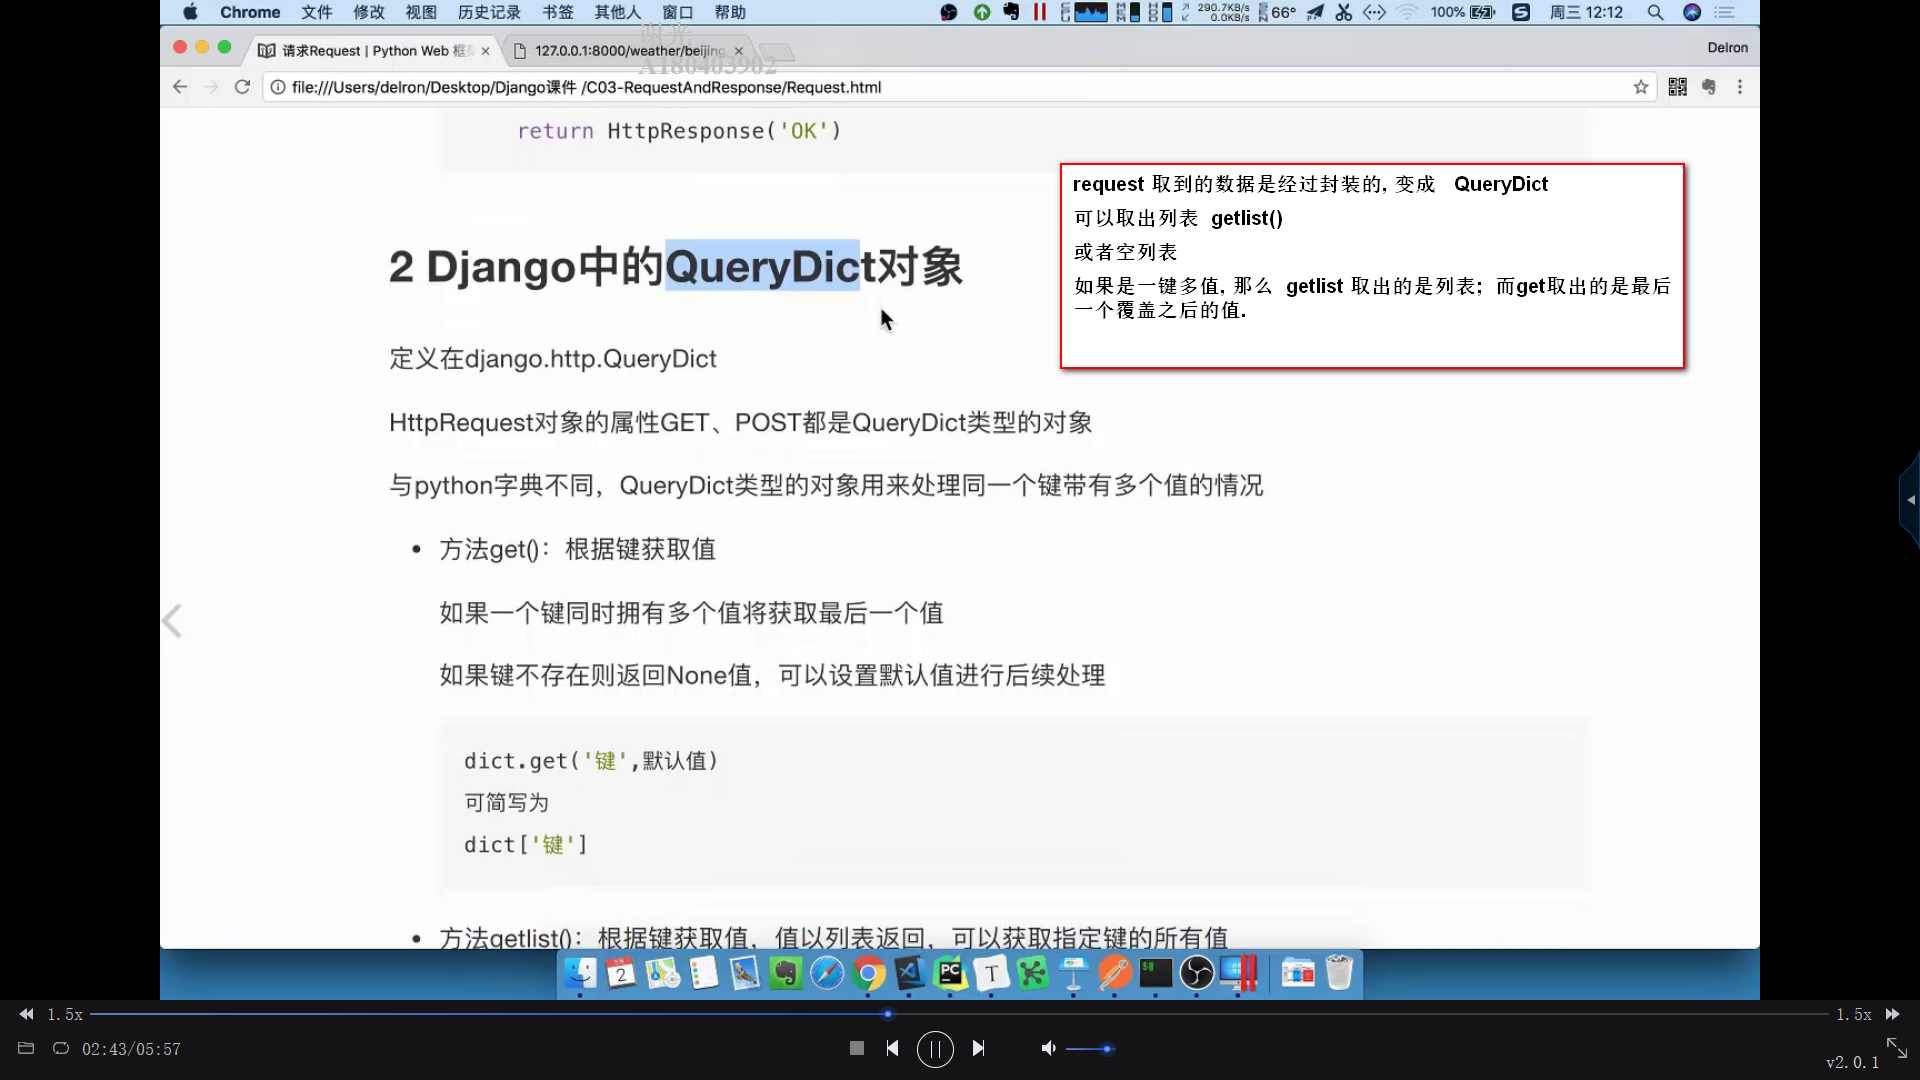 Chrome 文件 修改 视图 历史记录 书签 其他人 窗口 帮助
290.7KB/s
0.0KB/s
66° 100% 周三 12:12
请求Request | Python Web 框 127.0.0.1:8000/weather/beijing Delron
A180403902
file:///Users/delron/Desktop/Django课件 /C03-RequestAndResponse/Request.html
return HttpResponse('OK')
request 取到的数据是经过封装的, 变成 QueryDict
可以取出列表 getlist()
或者空列表
如果是一键多值, 那么 getlist 取出的是列表; 而get取出的是最后
一个覆盖之后的值.
2 Django中的QueryDict对象
定义在django.http.QueryDict
HttpRequest对象的属性GET、POST都是QueryDict类型的对象
与python字典不同，QueryDict类型的对象用来处理同一个键带有多个值的情况
• 方法get()：根据键获取值
如果一个键同时拥有多个值将获取最后一个值
如果键不存在则返回None值，可以设置默认值进行后续处理
dict.get('键',默认值)
可简写为
dict['键']
• 方法getlist()：根据键获取值，值以列表返回，可以获取指定键的所有值
1.5x 1.5x
02:43/05:57
v2.0.1